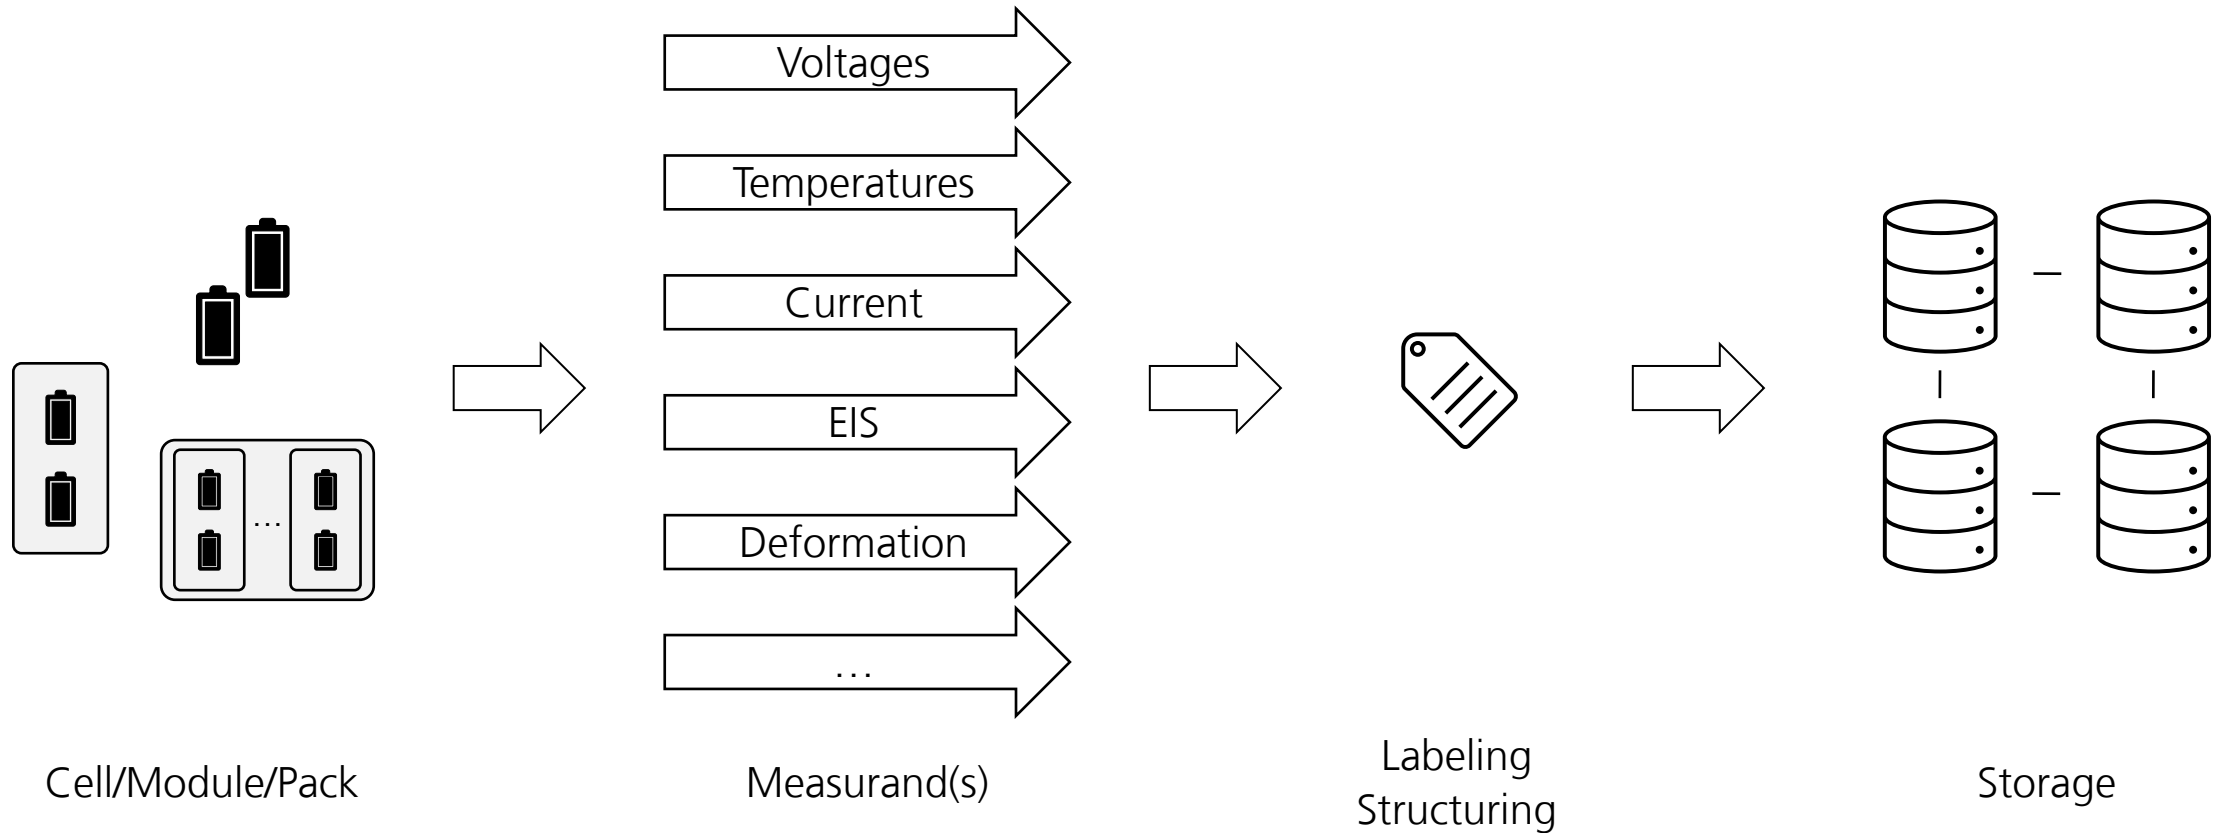 Voltages
Temperatures
Current
EIS
Deformation
...
...
Cell/Module/Pack
Measurand(s)
Labeling
Structuring
Storage